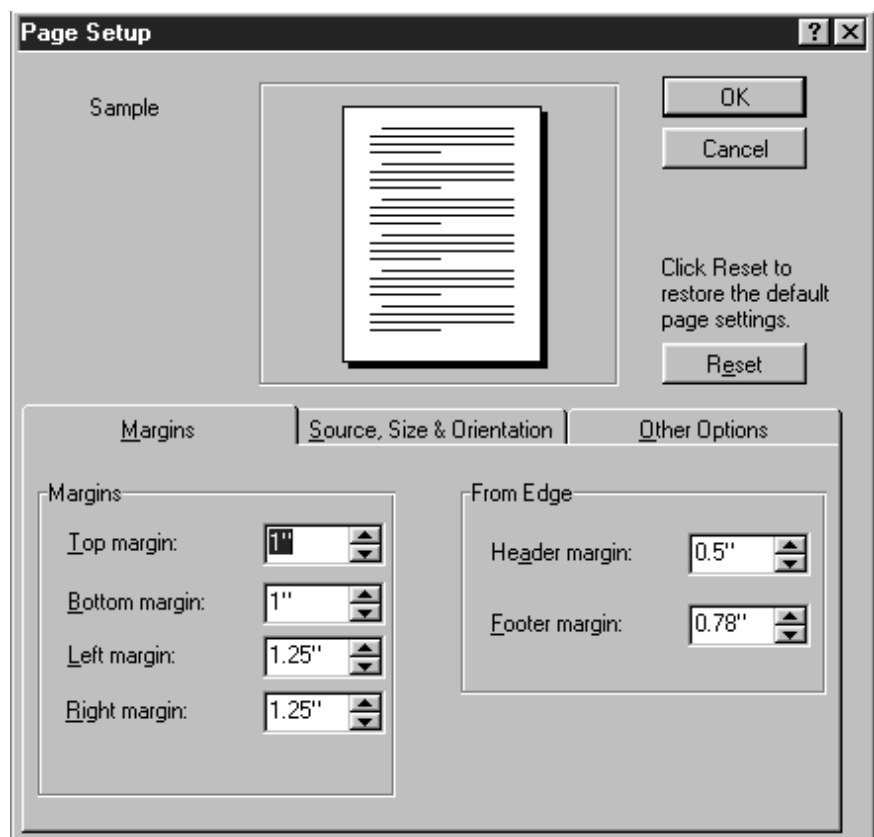 Page Setup
Sample
OK
Cancel
Click Reset to
restore the default
page settings.
Reset
Margins
Source, Size & Orientation
Other Options
Margins
Top margin: 1"
Bottom margin: 1"
Left margin: 1.25"
Right margin: 1.25"
From Edge
Header margin: 0.5"
Footer margin: 0.78"